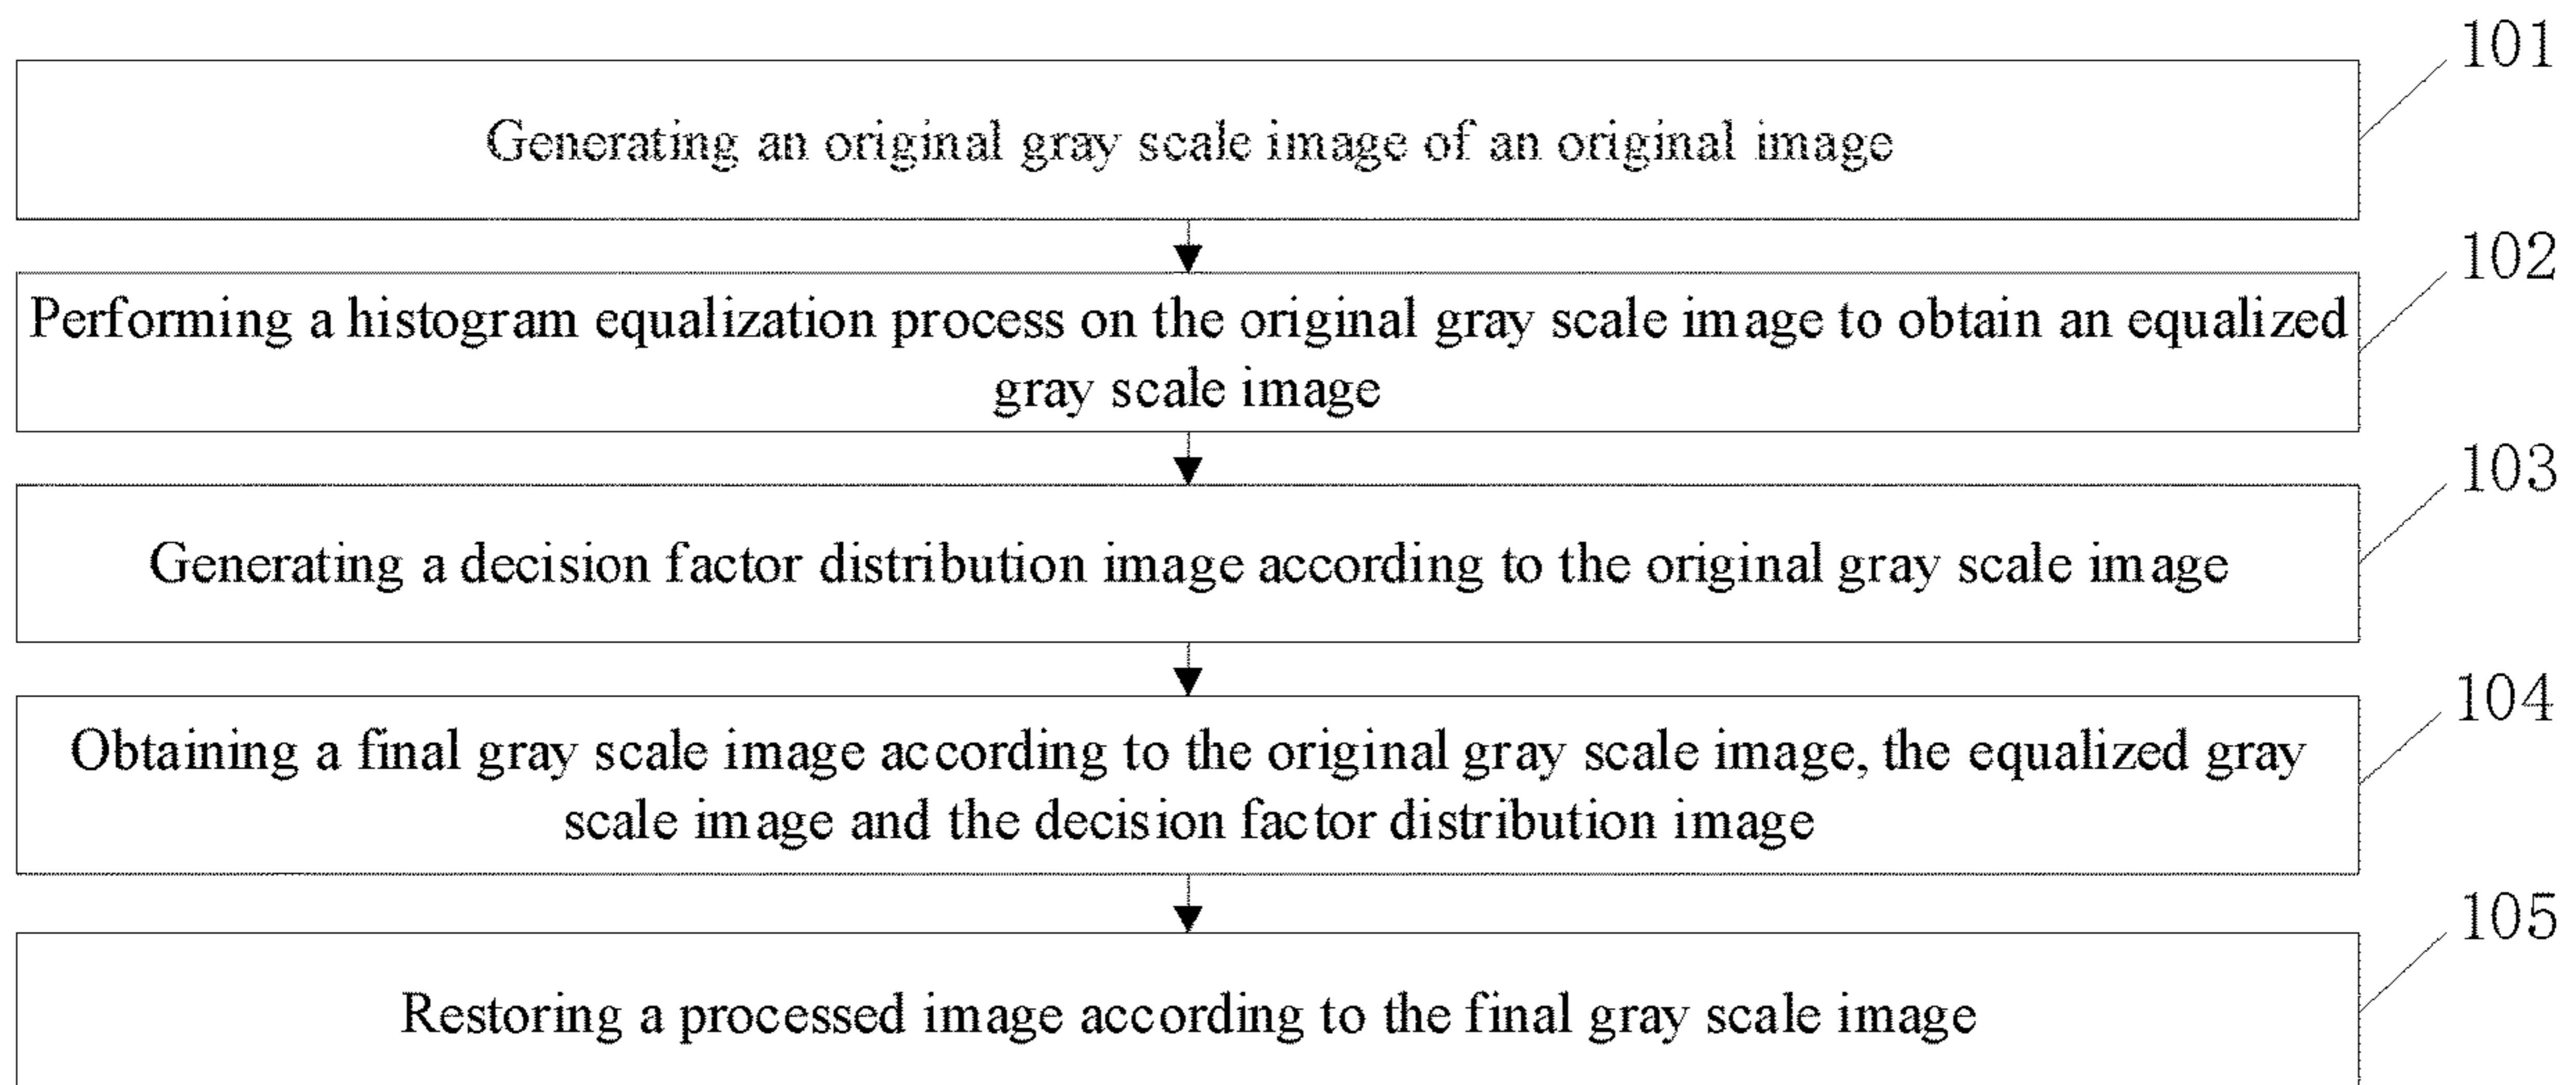 101
Generating an original gray scale image of an original image
102
Performing a histogram equalization process on the original gray scale image to obtain an equalized
gray scale image
103
Generating a decision factor distribution image according to the original gray scale image
104
Obtaining a final gray scale image according to the original gray scale image, the equalized gray
scale image and the decision factor distribution image
105
Restoring a processed image according to the final gray scale image